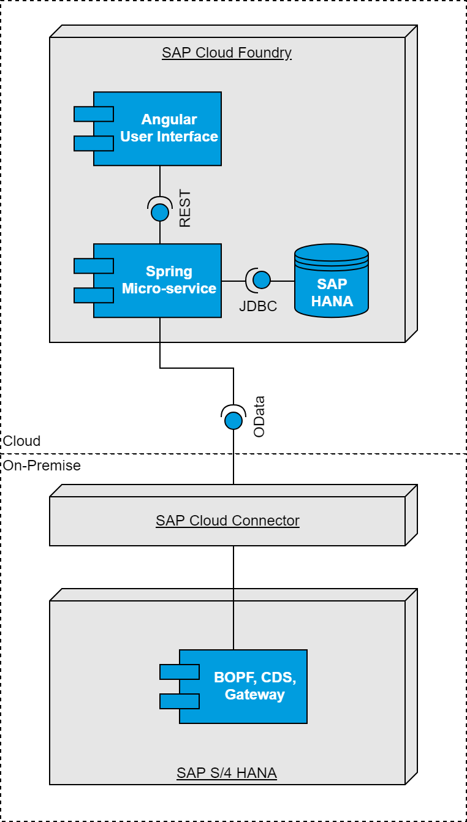 SAP Cloud Foundry
Angular
User Interface
REST
Spring
Micro-service
JDBC
SAP
HANA
OData
Cloud
On-Premise
SAP Cloud Connector
BOPF, CDS,
Gateway
SAP S/4 HANA